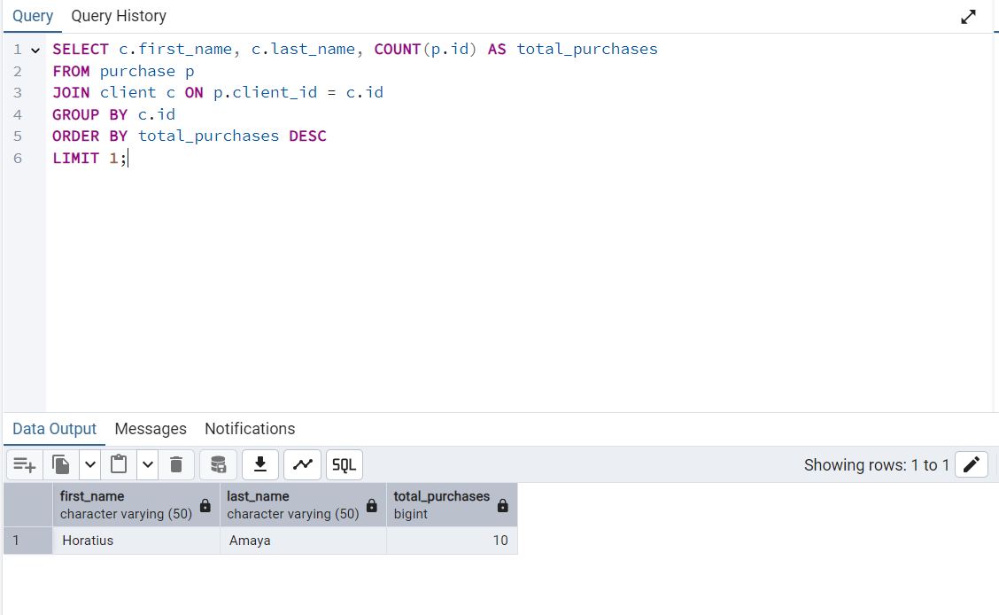 Query Query History
1 SELECT c.first_name, c.last_name, COUNT(p.id) AS total_purchases
2 FROM purchase p
3 JOIN client c ON p.client_id = c.id
4 GROUP BY c.id
5 ORDER BY total_purchases DESC
6 LIMIT 1;
Data Output Messages Notifications
SQL Showing rows: 1 to 1
first_name last_name total_purchases
character varying (50) character varying (50) bigint
1 Horatius Amaya 10